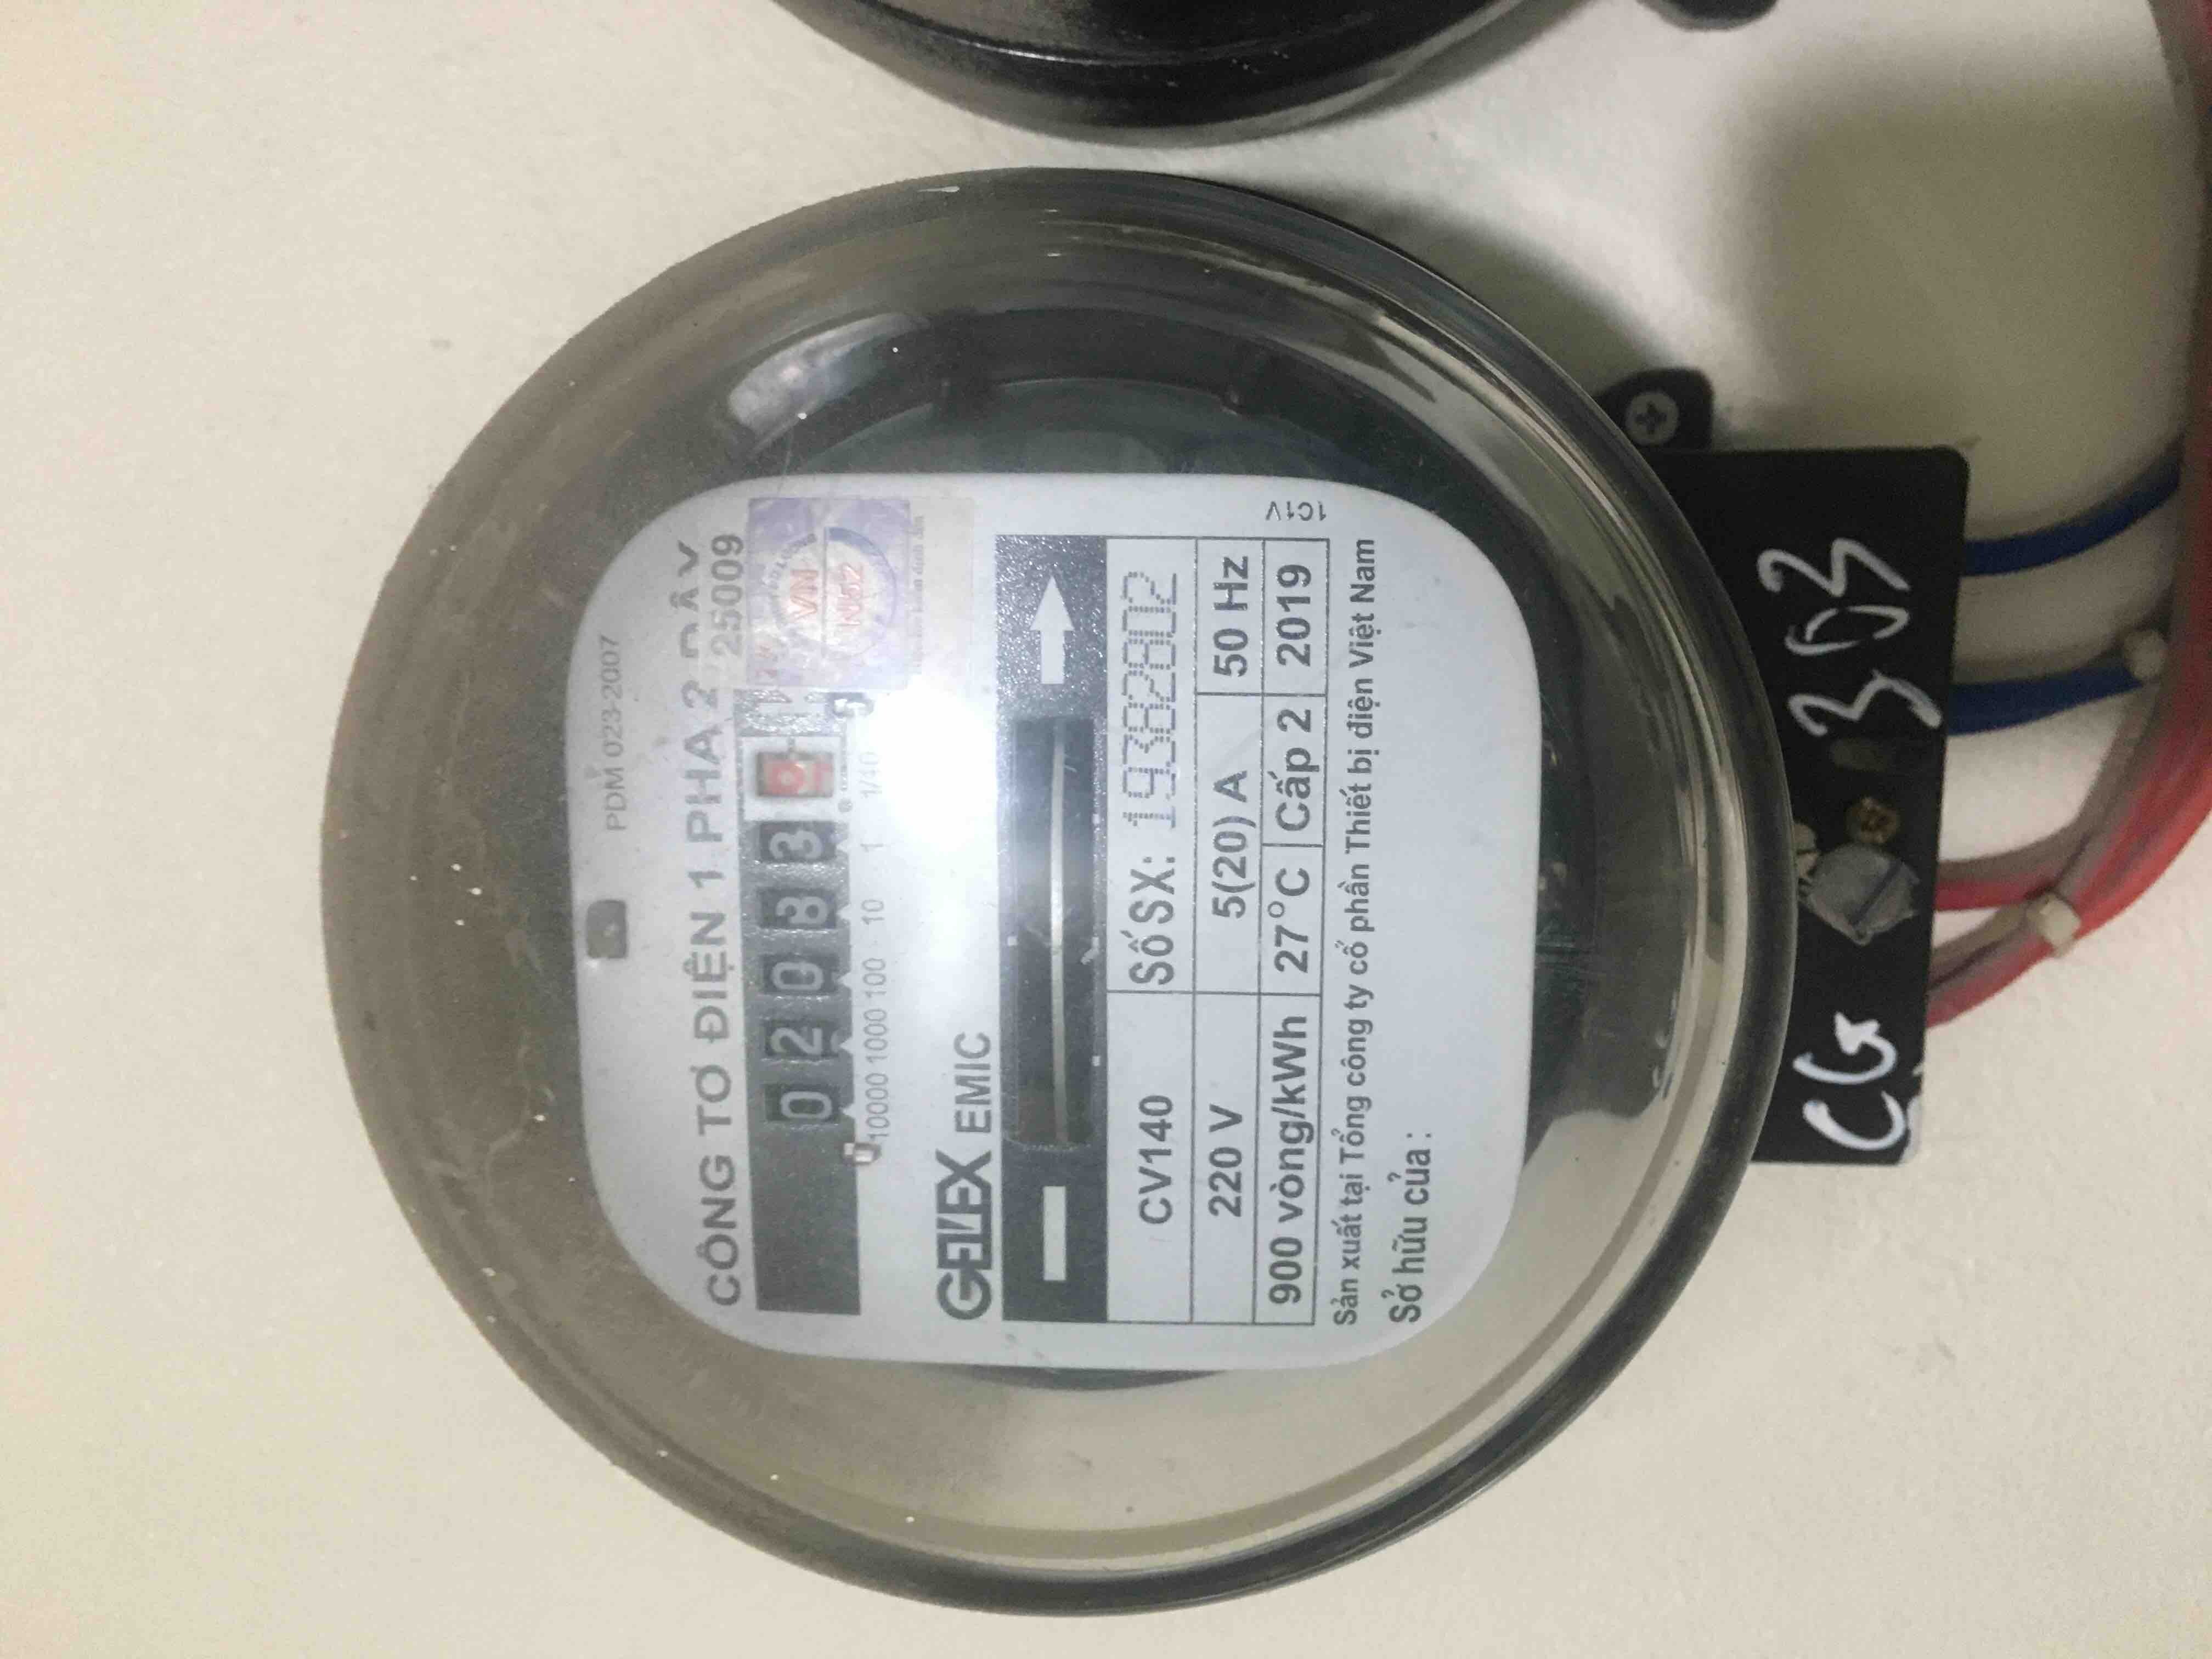 PDM 023-2007
CÔNG TƠ ĐIỆN 1 PHA 2 DÂY
25009
VN
N52
0 2 0 8 3
10000 1000 100 10 1 1/10
GELEX EMIC
CV140 Số SX: 19382802
220 V 5(20) A 50 Hz
900 vòng/kWh 27°C Cấp 2 2019
1C1V
Sản xuất tại Tổng công ty cổ phần Thiết bị điện Việt Nam
Sở hữu của:
CG 303